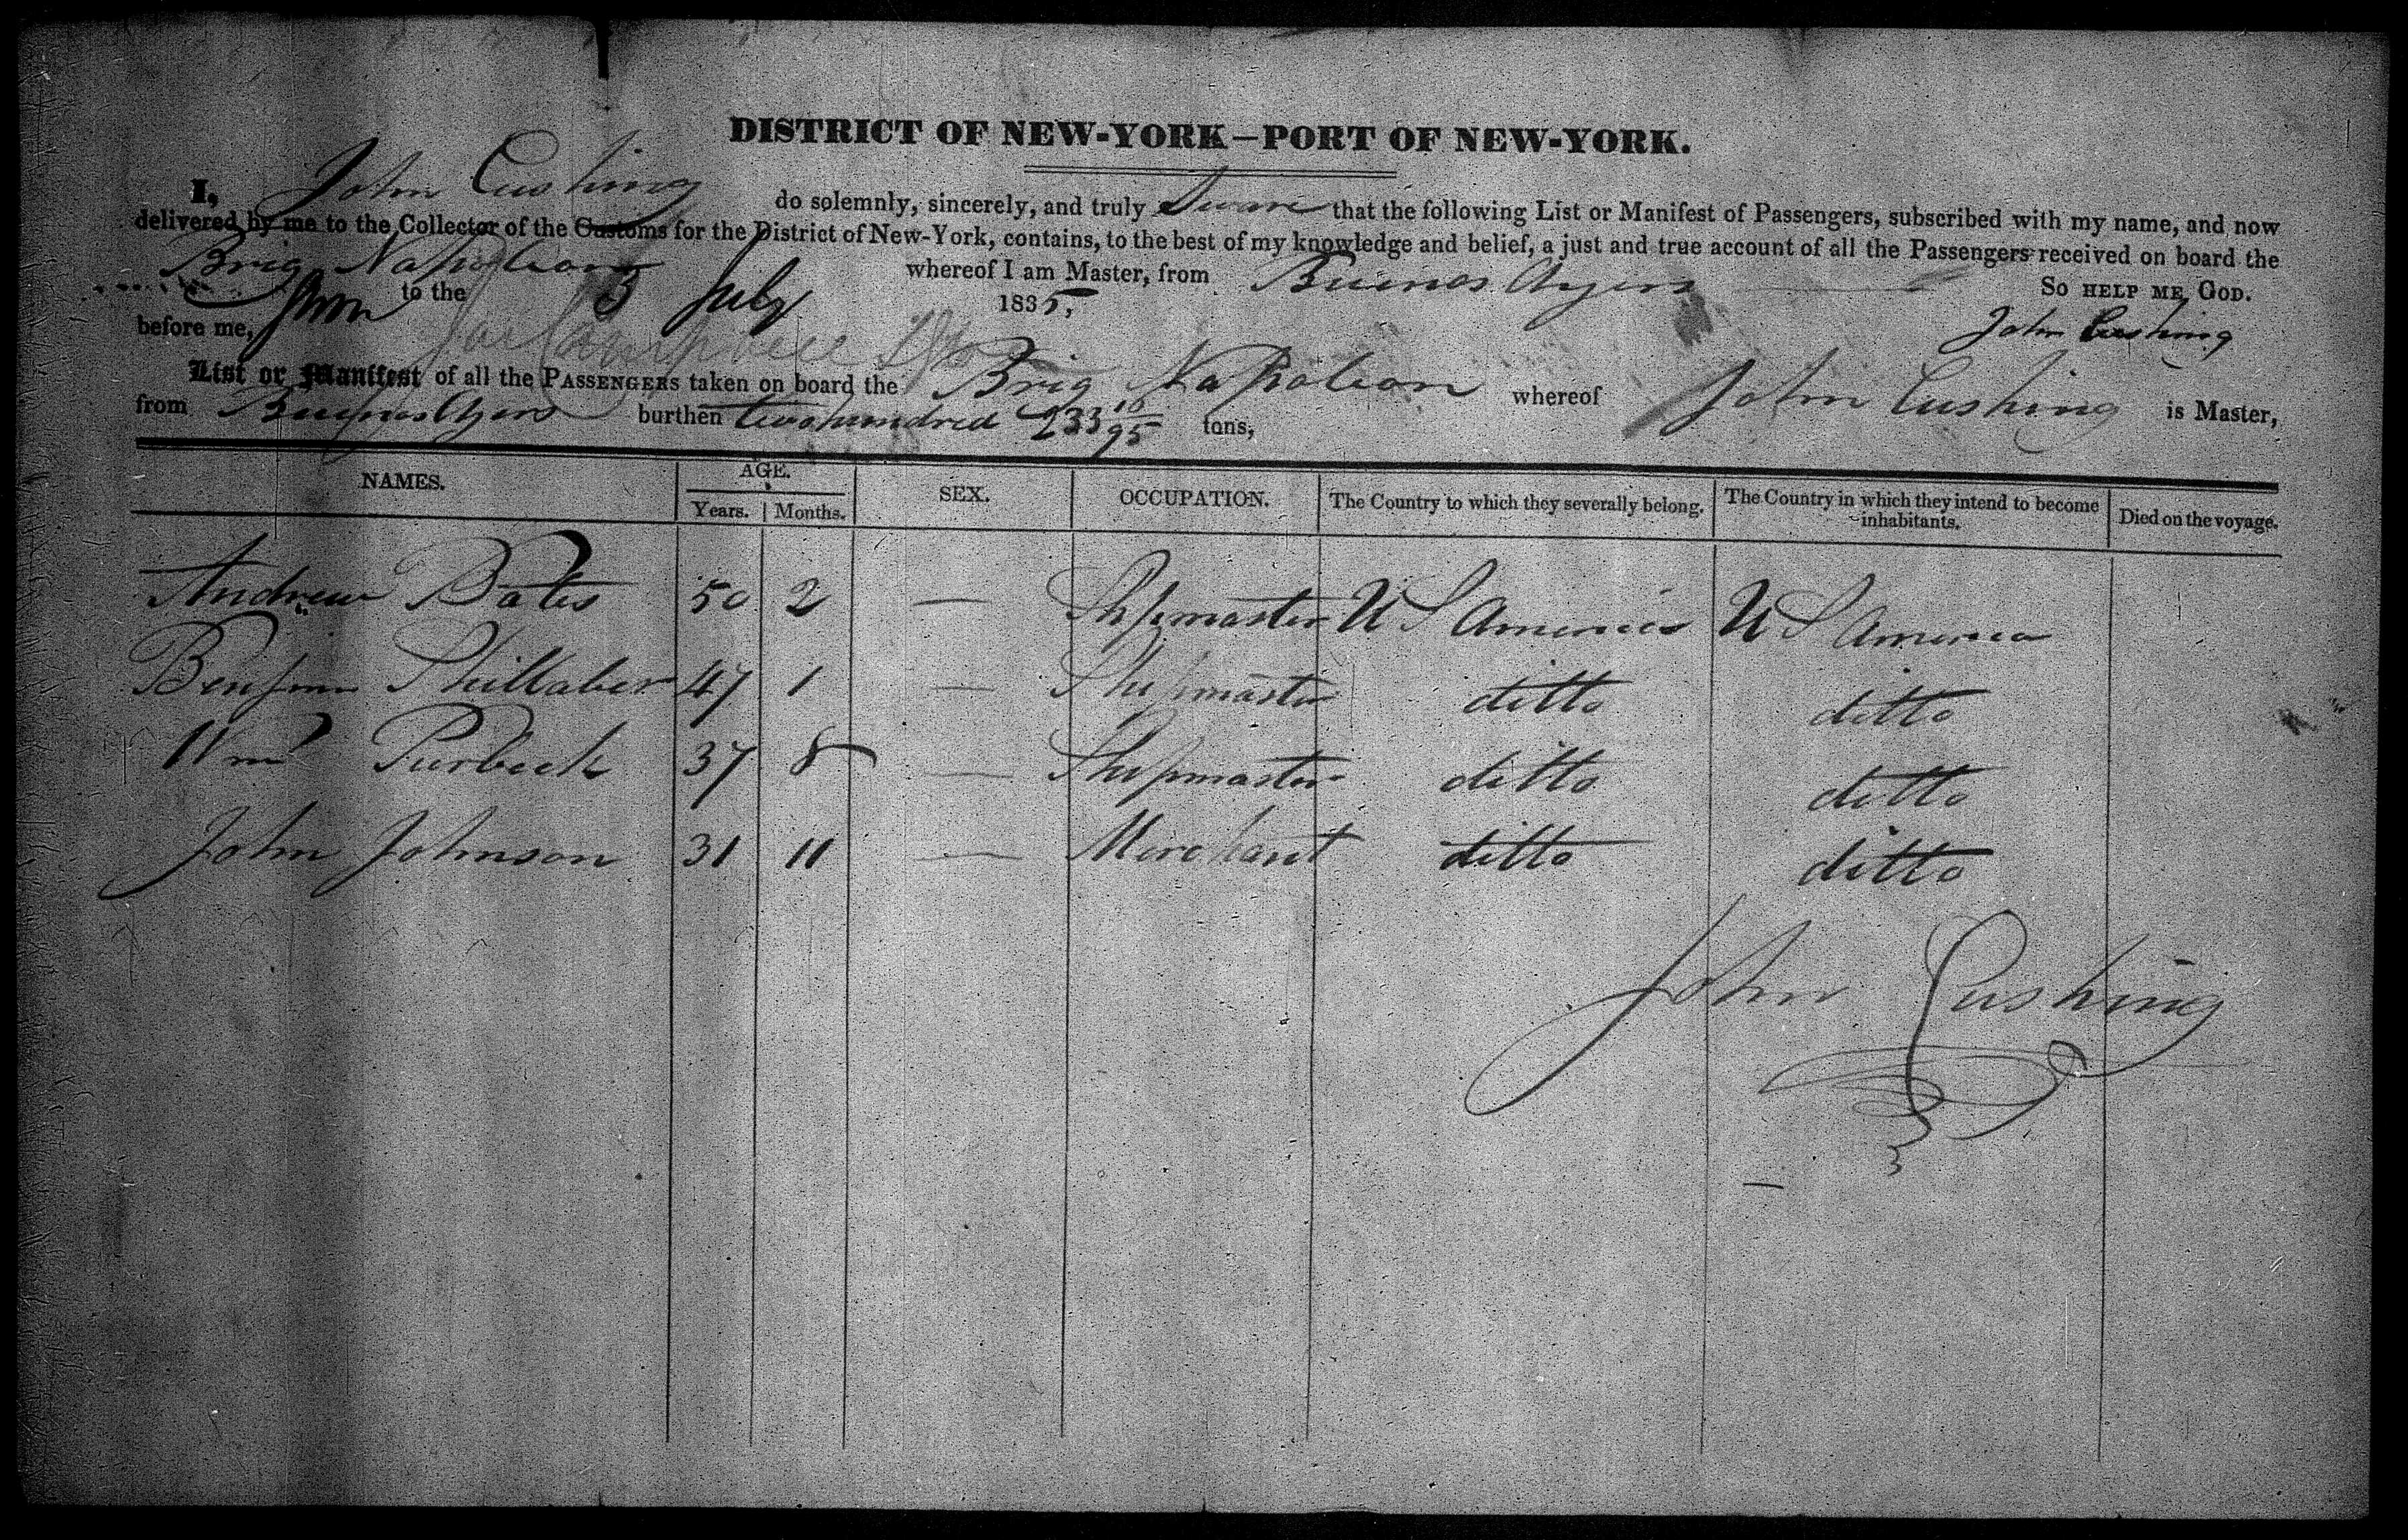 DISTRICT OF NEW-YORK—PORT OF NEW-YORK.
I, John Cushing do solemnly, sincerely, and truly Sware that the following List or Manifest of Passengers, subscribed with my name, and now
delivered by me to the Collector of the Customs for the District of New-York, contains, to the best of my knowledge and belief, a just and true account of all the Passengers received on board the
Brig Napoleon whereof I am Master, from Buenos Ayers
Sworn to the 3 July 1835, So HELP ME GOD.
before me, John Cushing
List or Manifest of all the PASSENGERS taken on board the Brig Napoleon whereof John Cushing is Master,
from Buenos Ayers burthen two hundred 233 10/95 tons,
NAMES. AGE. SEX. OCCUPATION. The Country to which they severally belong. The Country in which they intend to become inhabitants. Died on the voyage.
Years. Months.
Andrew Bates 50 2 — Shipmaster U S America U S America
Benjmin Shillaber 47 1 — Shipmaster ditto ditto
Wm Purbeck 37 8 — Shipmaster ditto ditto
John Johnson 31 11 — Merchant ditto ditto
John Cushing